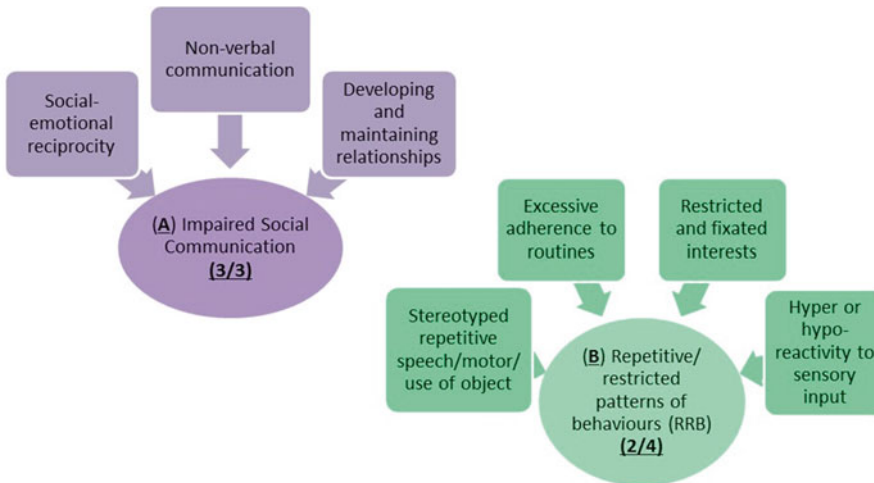 Social-
emotional
reciprocity
Non-verbal
communication
Developing
and
maintaining
relationships
(A) Impaired Social
Communication
(3/3)
Stereotyped
repetitive
speech/motor/
use of object
Excessive
adherence to
routines
Restricted
and fixated
interests
Hyper or
hypo-
reactivity to
sensory
input
(B) Repetitive/
restricted
patterns of
behaviours (RRB)
(2/4)